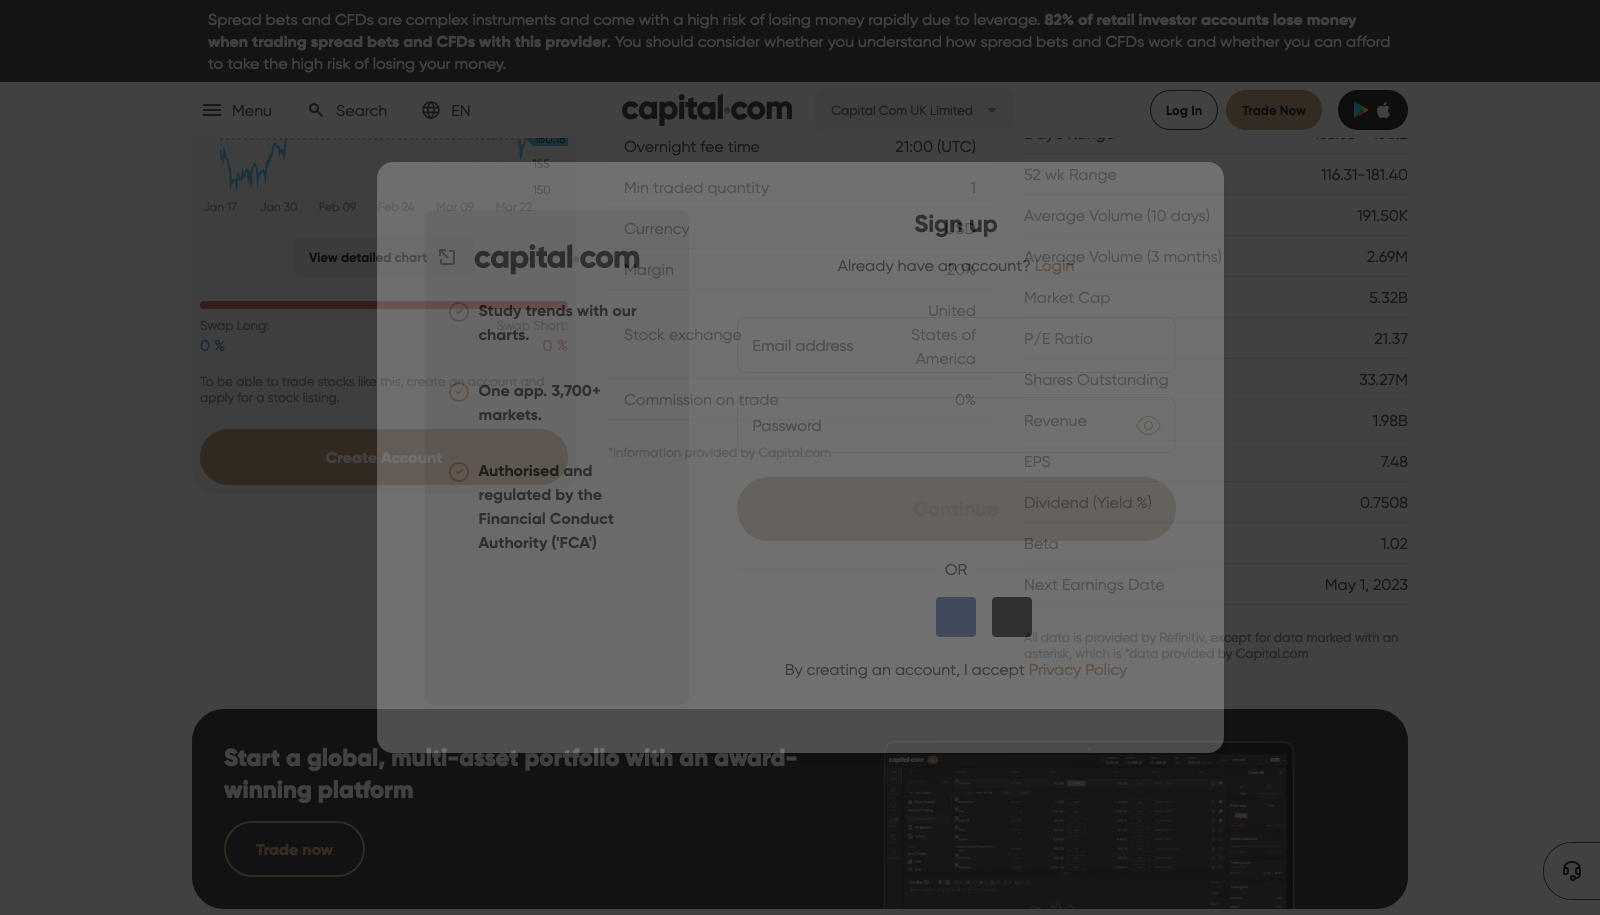 Spread bets and CFDs are complex instruments and come with a high risk of losing money rapidly due to leverage. 82% of retail investor accounts lose money
when trading spread bets and CFDs with this provider. You should consider whether you understand how spread bets and CFDs work and whether you can afford
to take the high risk of losing your money.
Menu
Search
EN
capital.com
Capital Com UK Limited
Log In
Trade Now
155
150
Jan 17
Jan 30
Feb 09
Feb 24
Mar 09
Mar 22
View detailed chart
Swap Long:
0 %
Swap Short:
0 %
To be able to trade stocks like this, create an account and
apply for a stock listing.
Create Account
Overnight fee time 21:00 (UTC)
Min traded quantity 1
Currency USD
Margin 20%
Stock exchange
United
States of
America
Commission on trade 0%
*Information provided by Capital.com
52 wk Range 116.31-181.40
Average Volume (10 days) 191.50K
Average Volume (3 months) 2.69M
Market Cap 5.32B
P/E Ratio 21.37
Shares Outstanding 33.27M
Revenue 1.98B
EPS 7.48
Dividend (Yield %) 0.7508
Beta 1.02
Next Earnings Date May 1, 2023
All data is provided by Refinitiv, except for data marked with an
asterisk, which is *data provided by Capital.com
capital.com
Study trends with our
charts.
One app. 3,700+
markets.
Authorised and
regulated by the
Financial Conduct
Authority ('FCA')
Sign up
Already have an account? Login
Email address
Password
Continue
OR
By creating an account, I accept Privacy Policy
Start a global, multi-asset portfolio with an award-
winning platform
Trade now
capital.com